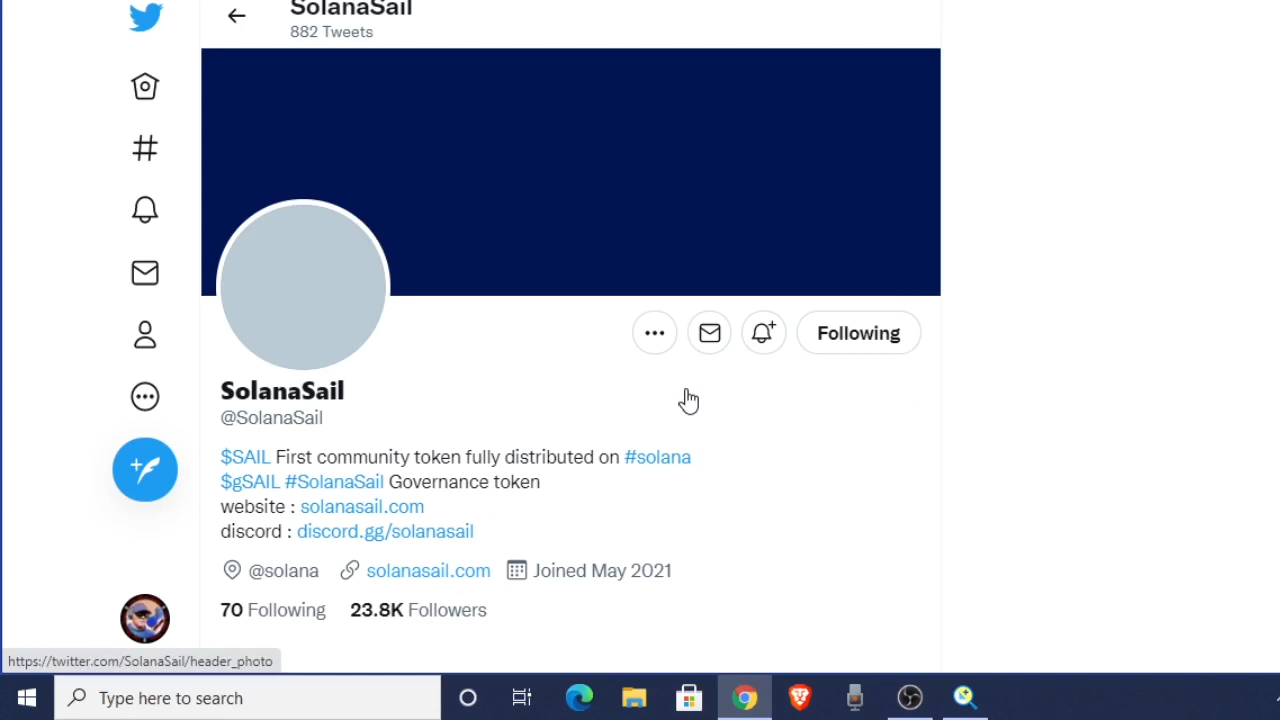 SolanaSail
882 Tweets
Following
SolanaSail
@SolanaSail
$SAIL First community token fully distributed on #solana
$gSAIL #SolanaSail Governance token
website : solanasail.com
discord : discord.gg/solanasail
@solana solanasail.com Joined May 2021
70 Following 23.8K Followers
https://twitter.com/SolanaSail/header_photo
Type here to search